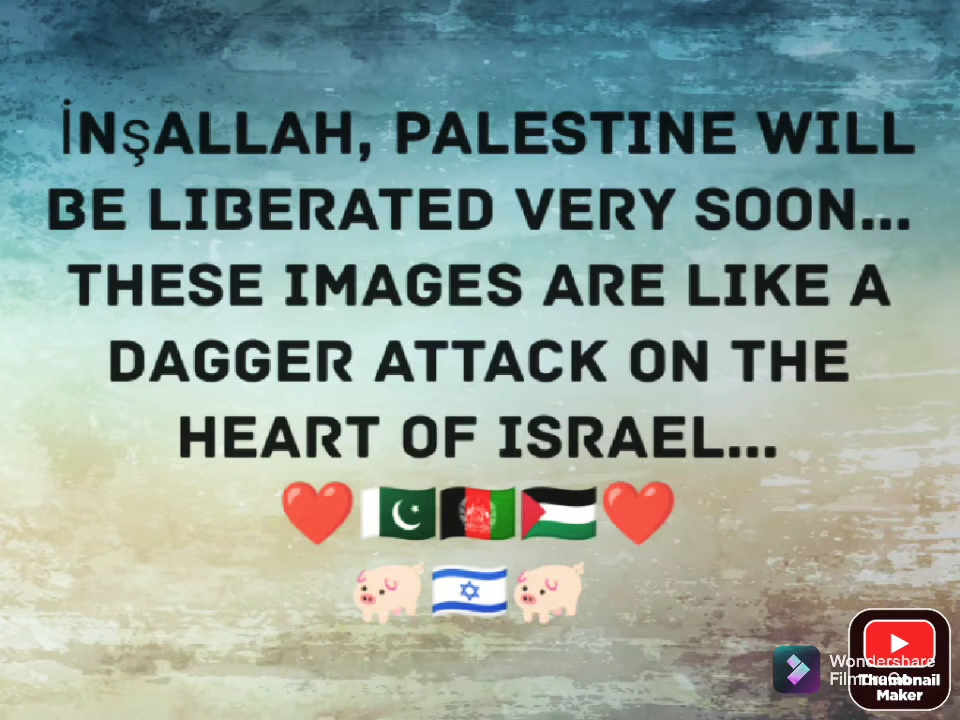 İNşALLAH, PALESTINE WILL
BE LIBERATED VERY SOON...
THESE IMAGES ARE LIKE A
DAGGER ATTACK ON THE
HEART OF ISRAEL...
❤️🇵🇰🇦🇫🇵🇸❤️
🐖🇮🇱🐖
Wondershare
Thumbnail
Maker